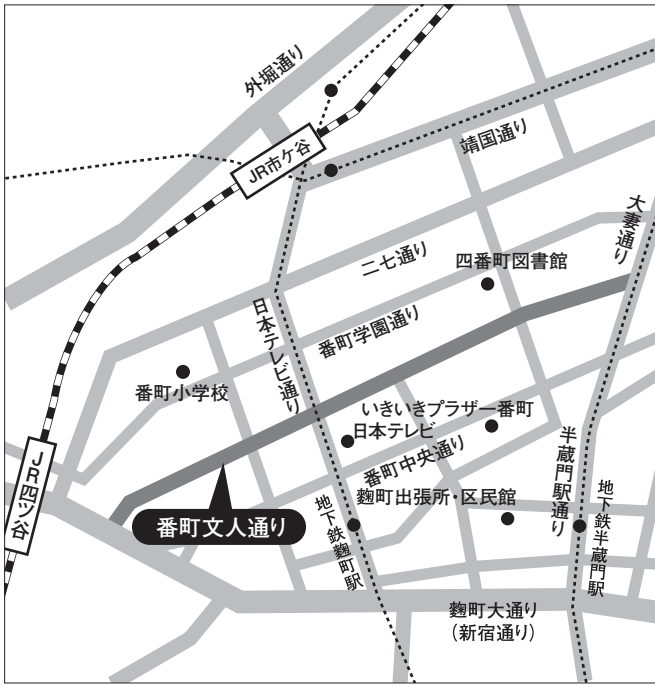 外堀通り
JR市ケ谷
靖国通り
大妻通り
二七通り
四番町図書館
日本テレビ通り
番町学園通り
番町小学校
いきいきプラザ一番町
日本テレビ
番町中央通り
半蔵門駅通り
JR四ツ谷
麴町出張所・区民館
地下鉄麴町駅
地下鉄半蔵門駅
番町文人通り
麴町大通り
(新宿通り)